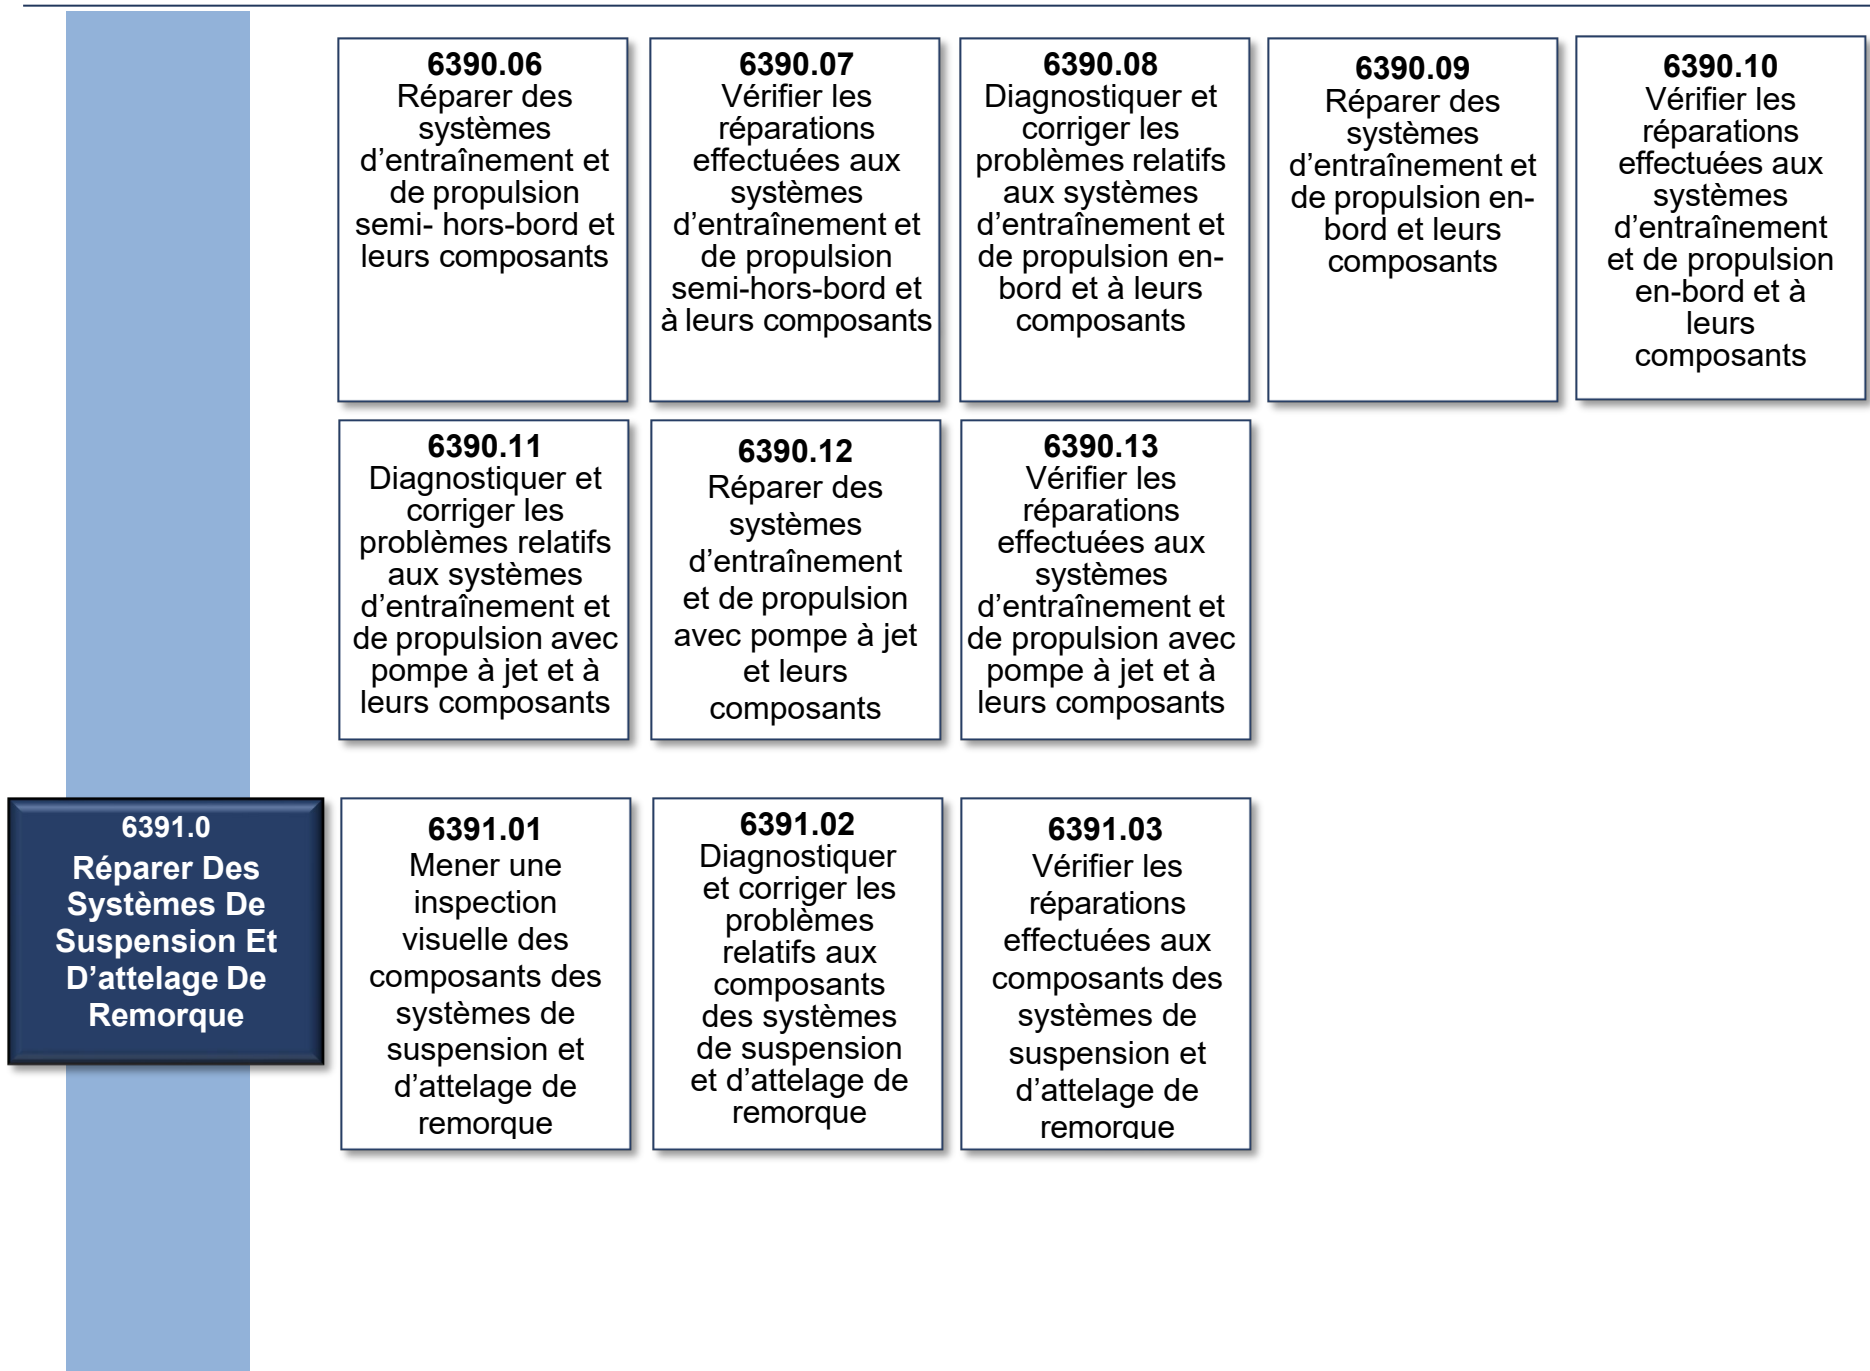 6390.06
Réparer des
systèmes
d'entraînement et
de propulsion
semi- hors-bord et
leurs composants
6390.07
Vérifier les
réparations
effectuées aux
systèmes
d'entraînement et
de propulsion
semi-hors-bord et
à leurs composants
6390.08
Diagnostiquer et
corriger les
problèmes relatifs
aux systèmes
d'entraînement et
de propulsion en-
bord et à leurs
composants
6390.09
Réparer des
systèmes
d'entraînement et
de propulsion en-
bord et leurs
composants
6390.10
Vérifier les
réparations
effectuées aux
systèmes
d'entraînement
et de propulsion
en-bord et à
leurs
composants
6390.11
Diagnostiquer et
corriger les
problèmes relatifs
aux systèmes
d'entraînement et
de propulsion avec
pompe à jet et à
leurs composants
6390.12
Réparer des
systèmes
d'entraînement
et de propulsion
avec pompe à jet
et leurs
composants
6390.13
Vérifier les
réparations
effectuées aux
systèmes
d'entraînement et
de propulsion avec
pompe à jet et à
leurs composants
6391.0
Réparer Des
Systèmes De
Suspension Et
D'attelage De
Remorque
6391.01
Mener une
inspection
visuelle des
composants des
systèmes de
suspension et
d'attelage de
remorque
6391.02
Diagnostiquer
et corriger les
problèmes
relatifs aux
composants
des systèmes
de suspension
et d'attelage de
remorque
6391.03
Vérifier les
réparations
effectuées aux
composants des
systèmes de
suspension et
d'attelage de
remorque